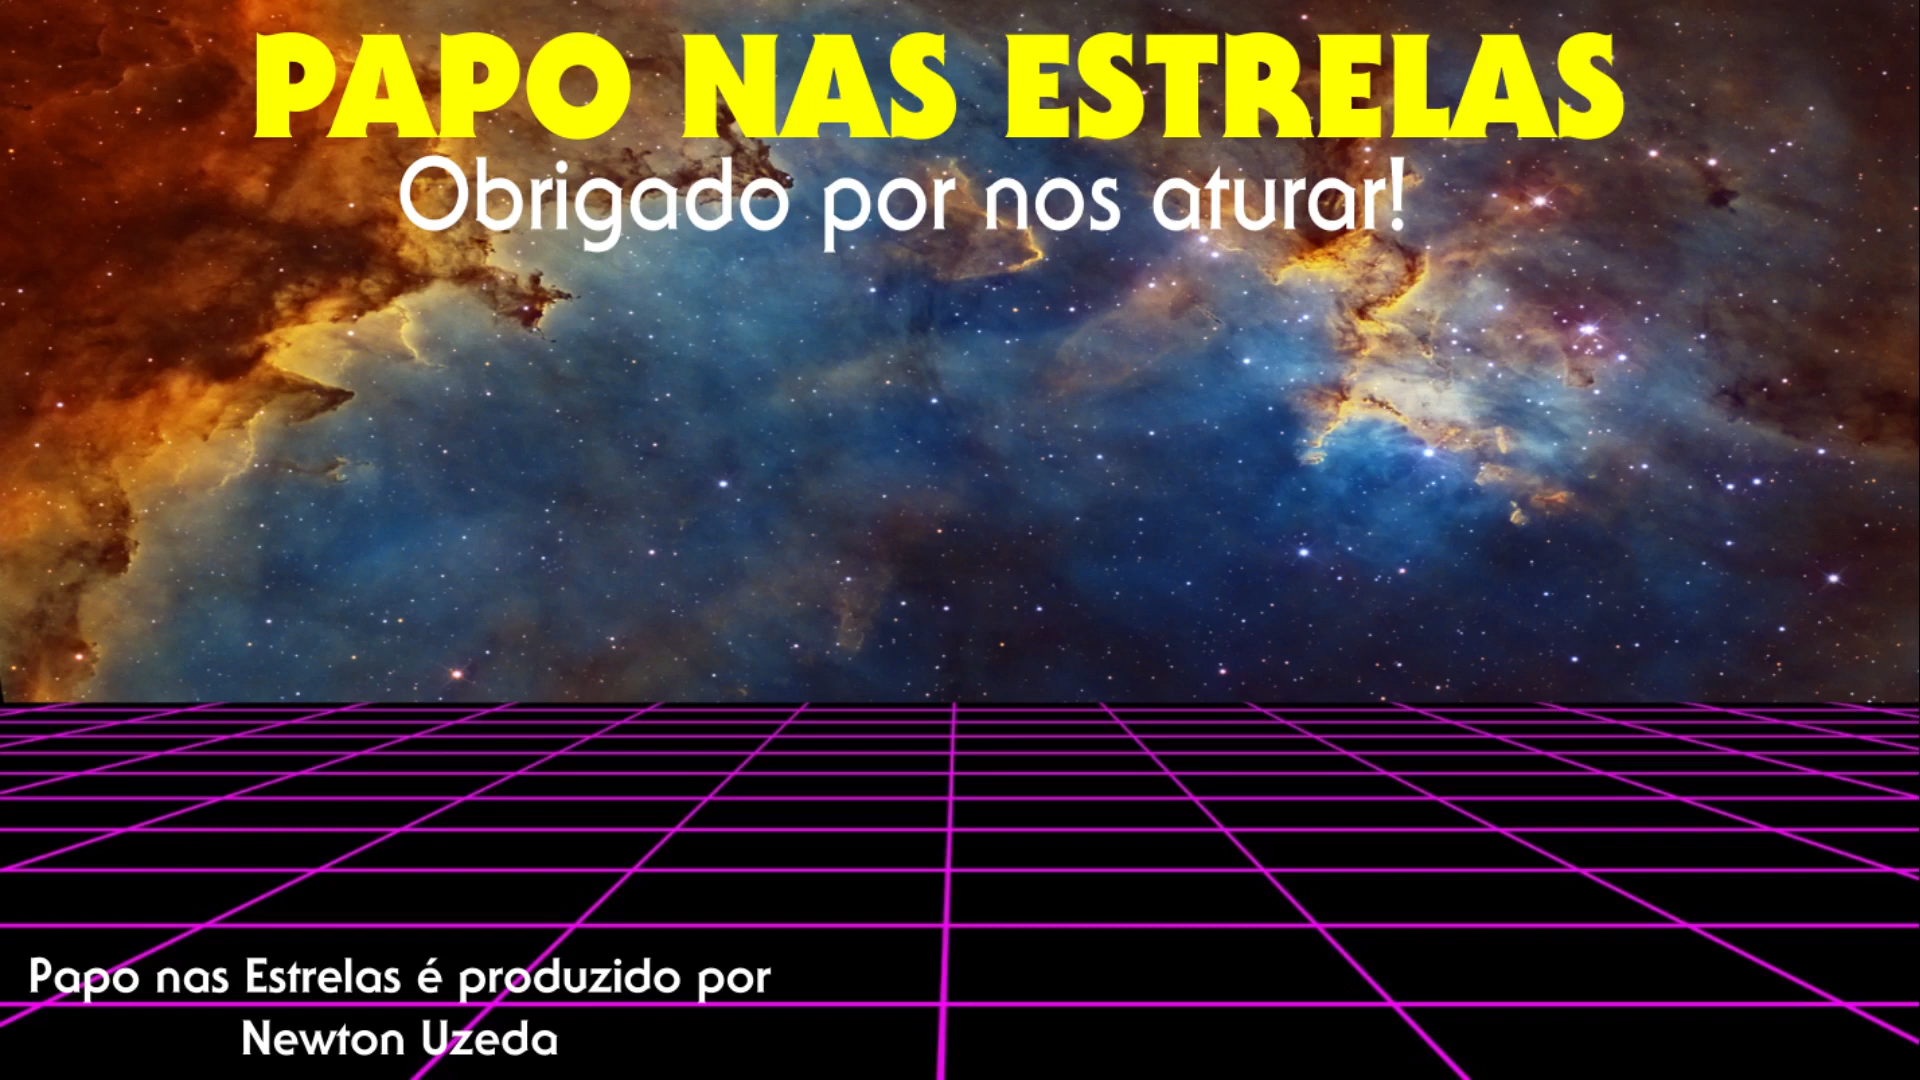 PAPO NAS ESTRELAS
Obrigado por nos aturar!
Papo nas Estrelas é produzido por
Newton Uzeda